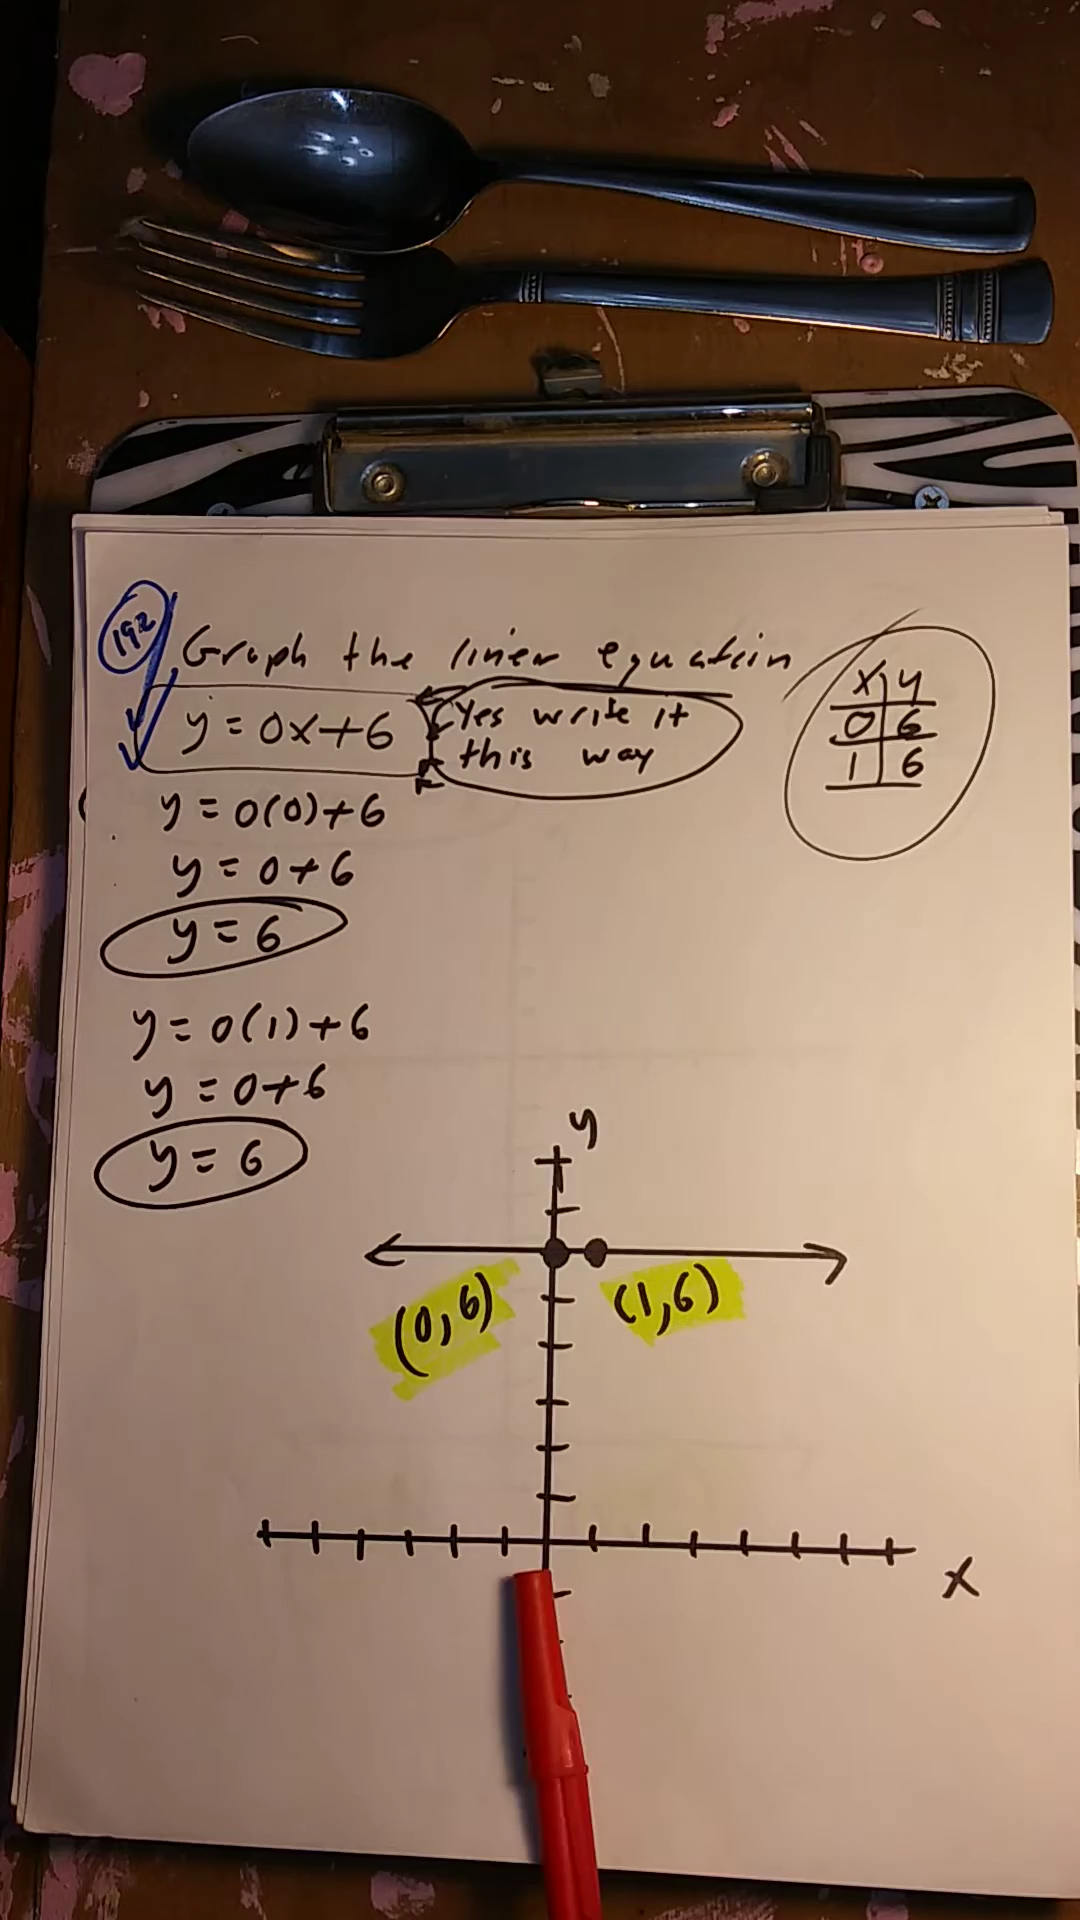 192
Graph the liner equatin
y = 0x+6
Yes write it
this way
x y
0 6
1 6
y = 0(0)+6
y = 0+6
y = 6
y = 0(1)+6
y = 0+6
y = 6
y
(0,6)
(1,6)
x